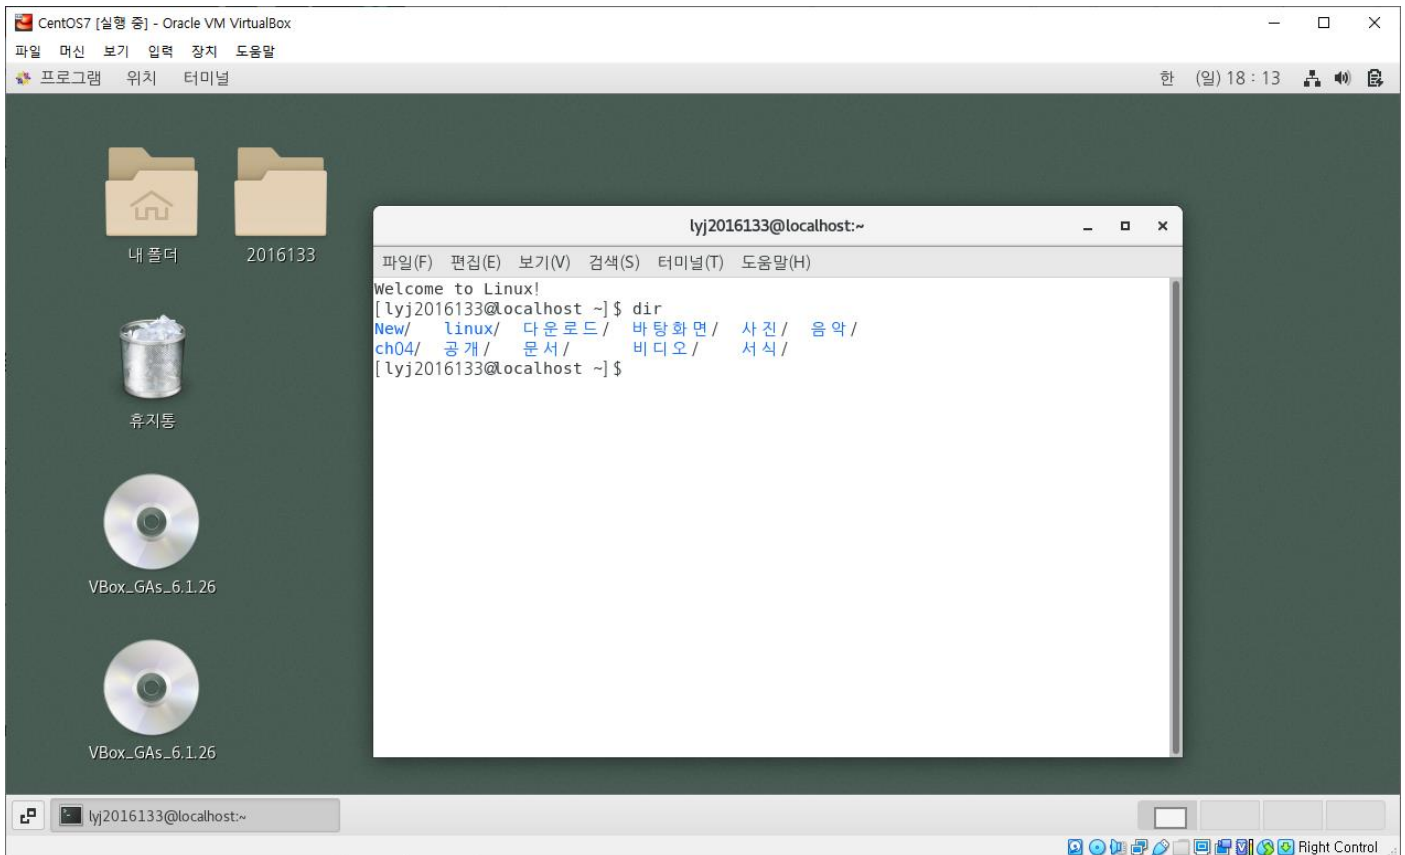 CentOS7 [실행 중] - Oracle VM VirtualBox
파일 머신 보기 입력 장치 도움말
프로그램 위치 터미널 한 (일) 18 : 13
내 폴더 2016133
휴지통
VBox_GAs_6.1.26
VBox_GAs_6.1.26
lyj2016133@localhost:~
파일(F) 편집(E) 보기(V) 검색(S) 터미널(T) 도움말(H)
Welcome to Linux!
[lyj2016133@localhost ~]$ dir
New/ linux/ 다운로드/ 바탕화면/ 사진/ 음악/
ch04/ 공개/ 문서/ 비디오/ 서식/
[lyj2016133@localhost ~]$
lyj2016133@localhost:~
Right Control